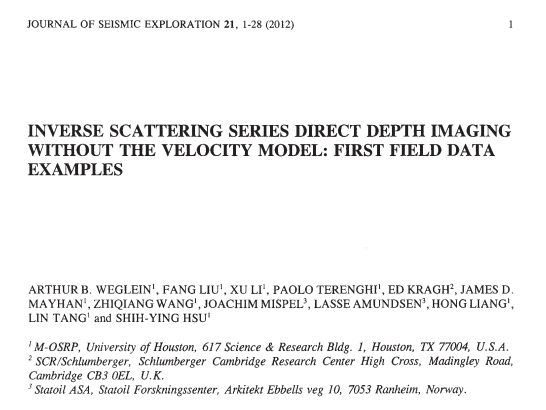 JOURNAL OF SEISMIC EXPLORATION 21, 1-28 (2012) 1
INVERSE SCATTERING SERIES DIRECT DEPTH IMAGING
WITHOUT THE VELOCITY MODEL: FIRST FIELD DATA
EXAMPLES
ARTHUR B. WEGLEIN¹, FANG LIU¹, XU LI¹, PAOLO TERENGHI¹, ED KRAGH², JAMES D.
MAYHAN¹, ZHIQIANG WANG¹, JOACHIM MISPEL³, LASSE AMUNDSEN³, HONG LIANG¹,
LIN TANG¹ and SHIH-YING HSU¹
¹ M-OSRP, University of Houston, 617 Science & Research Bldg. 1, Houston, TX 77004, U.S.A.
² SCR/Schlumberger, Schlumberger Cambridge Research Center High Cross, Madingley Road,
Cambridge CB3 0EL, U.K.
³ Statoil ASA, Statoil Forskningssenter, Arkitekt Ebbells veg 10, 7053 Ranheim, Norway.